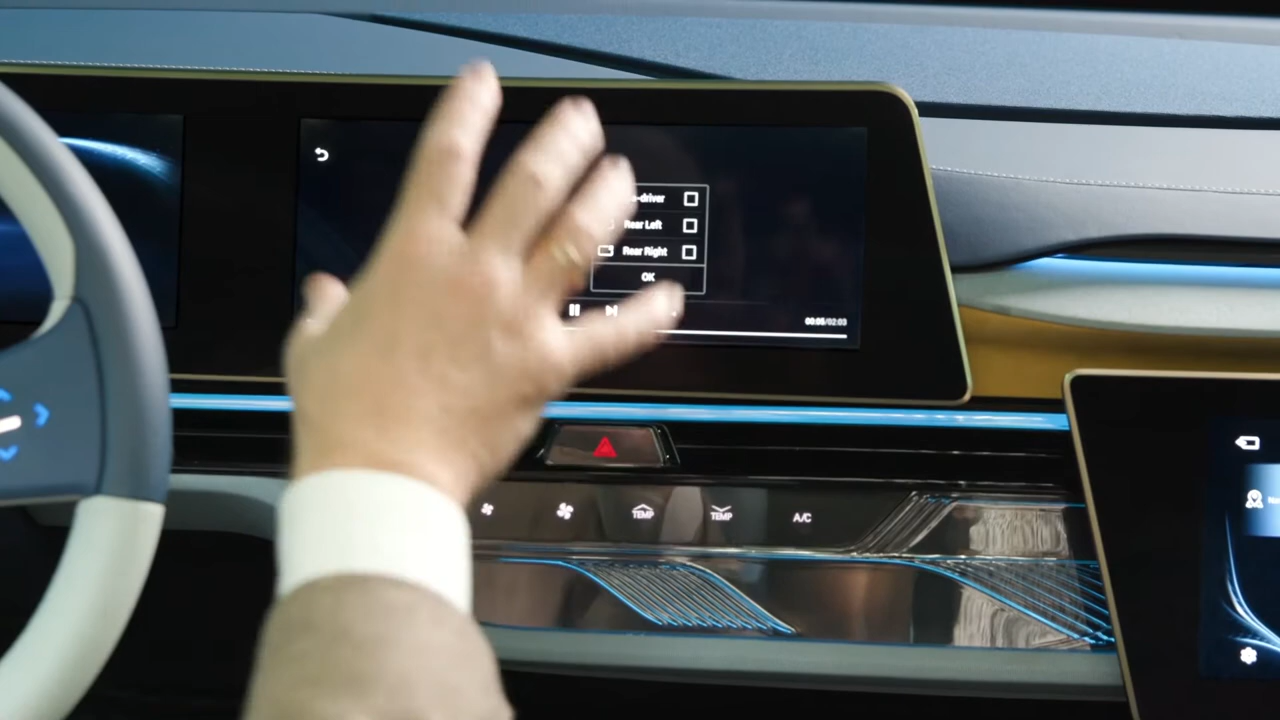 -driver
Rear Left
Rear Right
OK
00:05/02:03
TEMP
TEMP
A/C